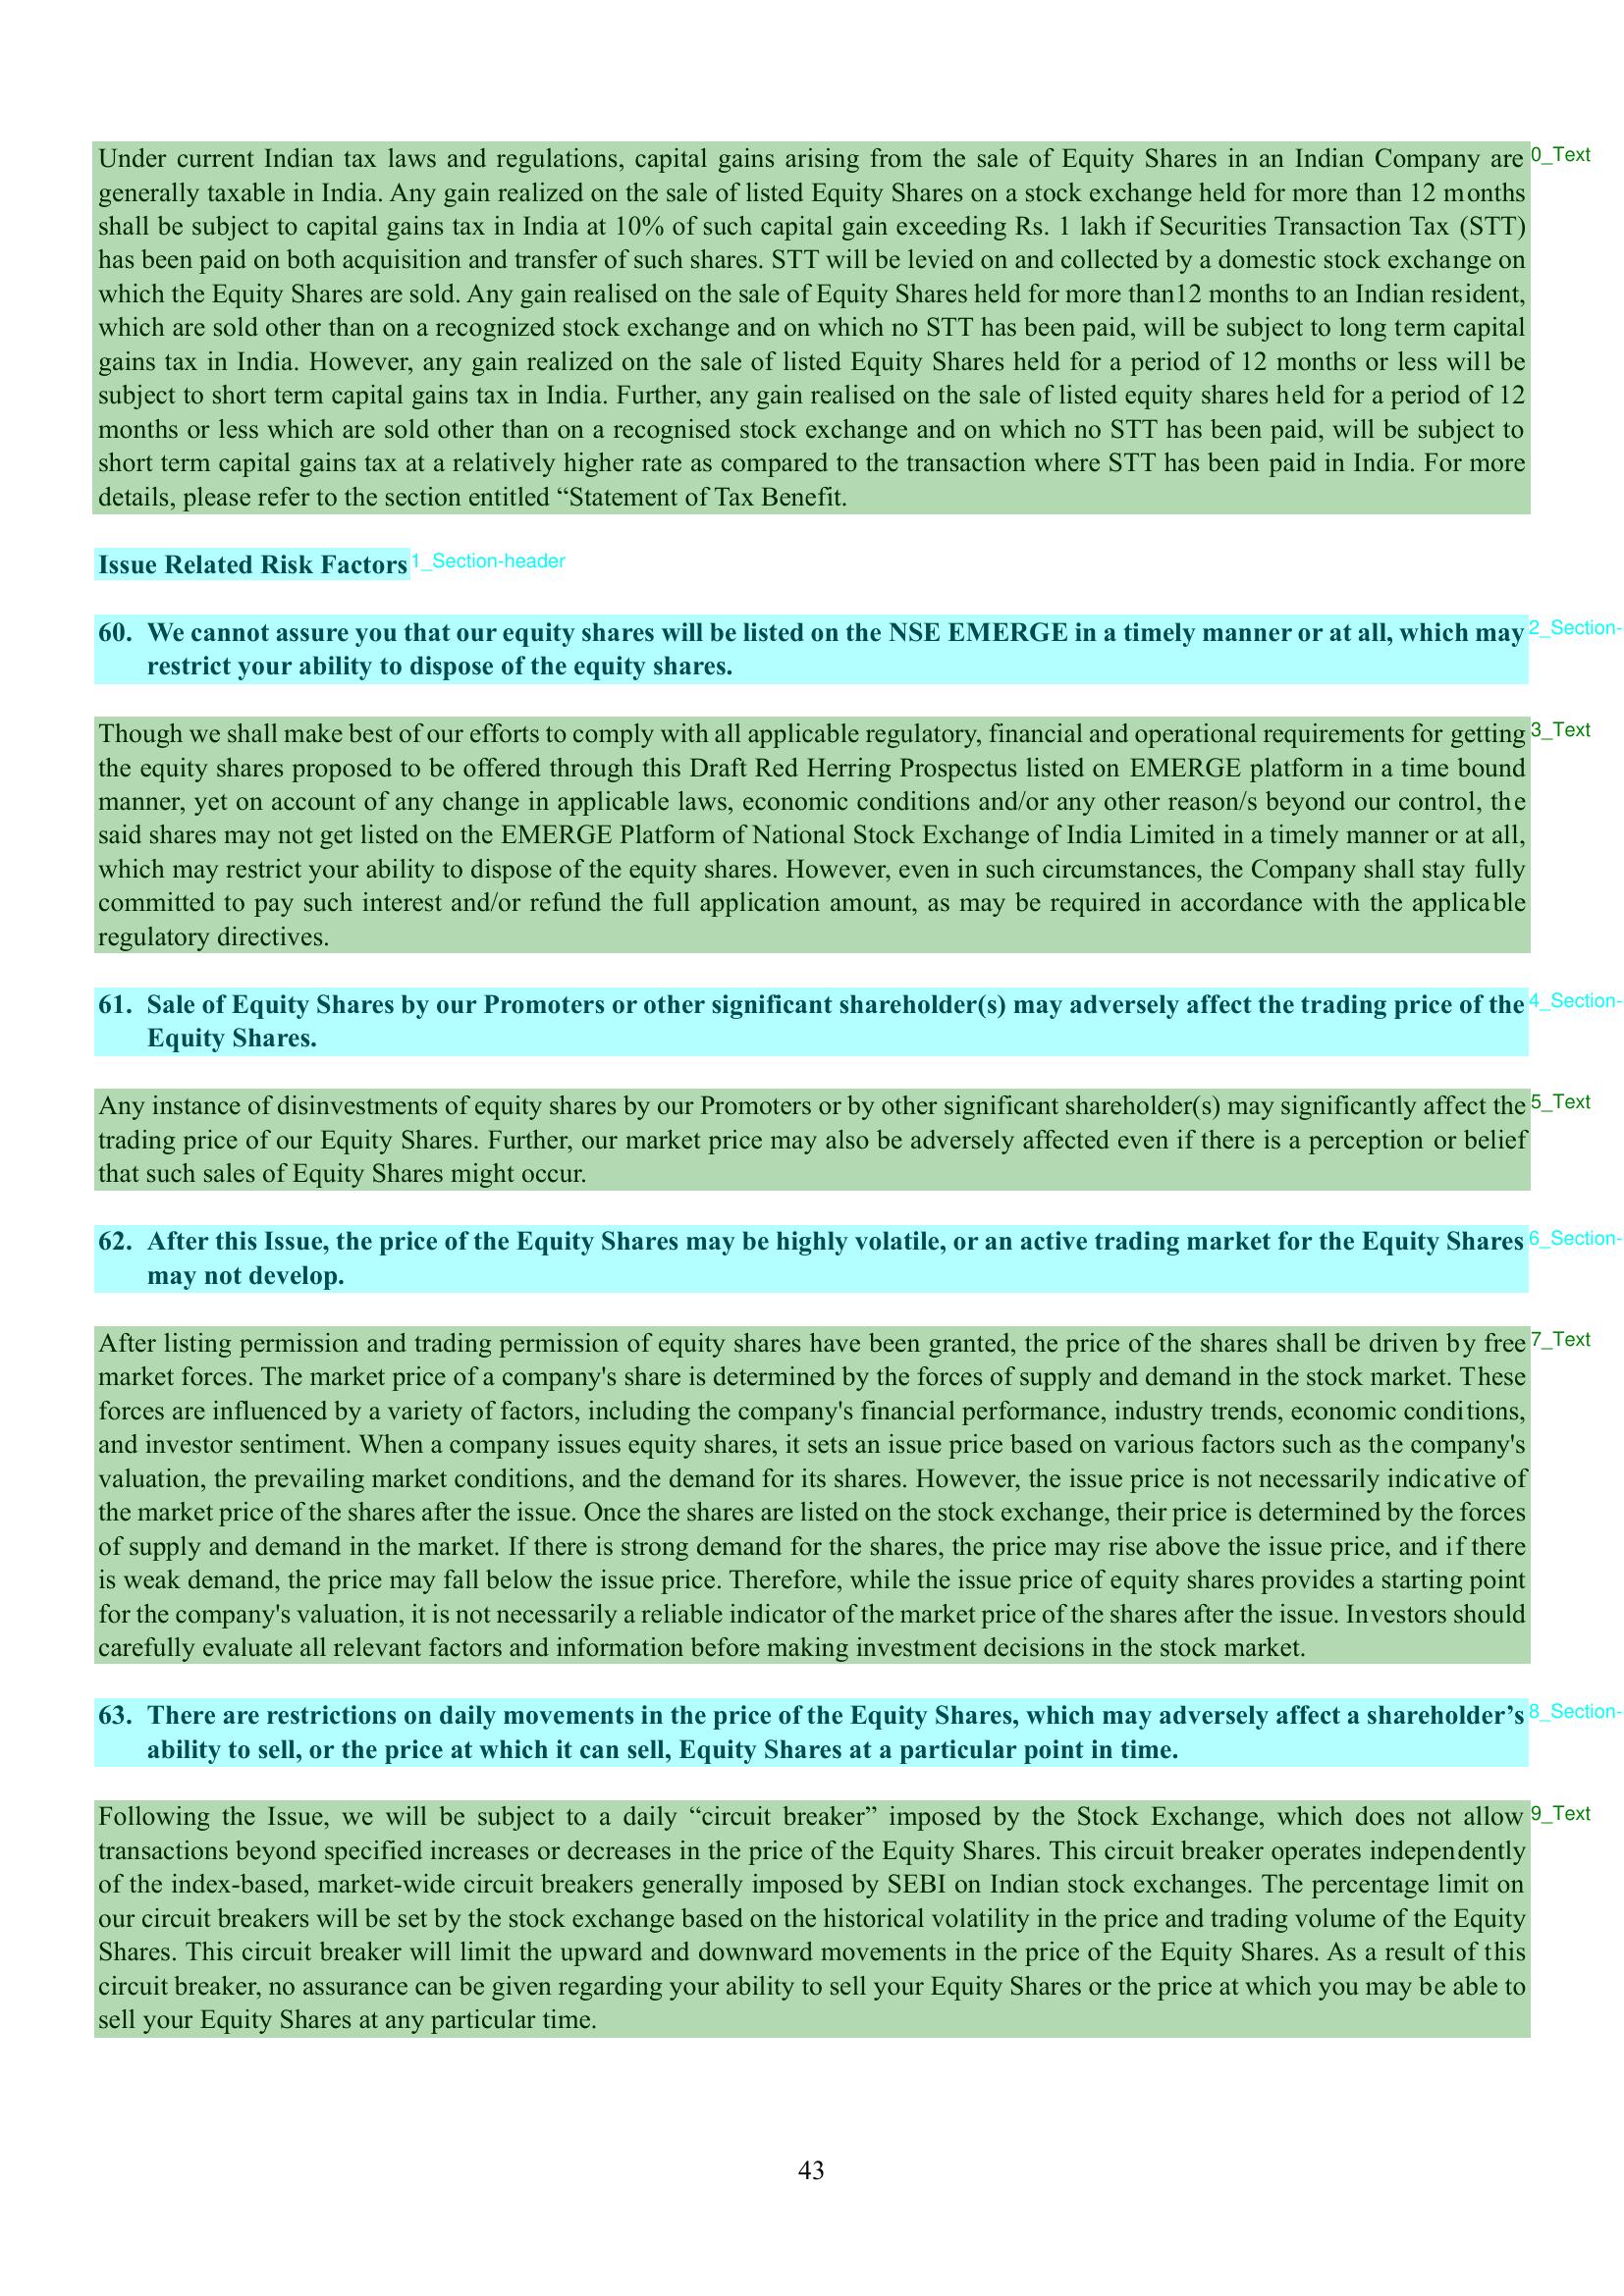 Under current Indian tax laws and regulations, capital gains arising from the sale of Equity Shares in an Indian Company are 0_Text
generally taxable in India. Any gain realized on the sale of listed Equity Shares on a stock exchange held for more than 12 months
shall be subject to capital gains tax in India at 10% of such capital gain exceeding Rs. 1 lakh if Securities Transaction Tax (STT)
has been paid on both acquisition and transfer of such shares. STT will be levied on and collected by a domestic stock exchange on
which the Equity Shares are sold. Any gain realised on the sale of Equity Shares held for more than12 months to an Indian resident,
which are sold other than on a recognized stock exchange and on which no STT has been paid, will be subject to long term capital
gains tax in India. However, any gain realized on the sale of listed Equity Shares held for a period of 12 months or less will be
subject to short term capital gains tax in India. Further, any gain realised on the sale of listed equity shares held for a period of 12
months or less which are sold other than on a recognised stock exchange and on which no STT has been paid, will be subject to
short term capital gains tax at a relatively higher rate as compared to the transaction where STT has been paid in India. For more
details, please refer to the section entitled “Statement of Tax Benefit.
Issue Related Risk Factors 1_Section-header
60. We cannot assure you that our equity shares will be listed on the NSE EMERGE in a timely manner or at all, which may 2_Section-
restrict your ability to dispose of the equity shares.
Though we shall make best of our efforts to comply with all applicable regulatory, financial and operational requirements for getting 3_Text
the equity shares proposed to be offered through this Draft Red Herring Prospectus listed on EMERGE platform in a time bound
manner, yet on account of any change in applicable laws, economic conditions and/or any other reason/s beyond our control, the
said shares may not get listed on the EMERGE Platform of National Stock Exchange of India Limited in a timely manner or at all,
which may restrict your ability to dispose of the equity shares. However, even in such circumstances, the Company shall stay fully
committed to pay such interest and/or refund the full application amount, as may be required in accordance with the applicable
regulatory directives.
61. Sale of Equity Shares by our Promoters or other significant shareholder(s) may adversely affect the trading price of the 4_Section-
Equity Shares.
Any instance of disinvestments of equity shares by our Promoters or by other significant shareholder(s) may significantly affect the 5_Text
trading price of our Equity Shares. Further, our market price may also be adversely affected even if there is a perception or belief
that such sales of Equity Shares might occur.
62. After this Issue, the price of the Equity Shares may be highly volatile, or an active trading market for the Equity Shares 6_Section-
may not develop.
After listing permission and trading permission of equity shares have been granted, the price of the shares shall be driven by free 7_Text
market forces. The market price of a company's share is determined by the forces of supply and demand in the stock market. These
forces are influenced by a variety of factors, including the company's financial performance, industry trends, economic conditions,
and investor sentiment. When a company issues equity shares, it sets an issue price based on various factors such as the company's
valuation, the prevailing market conditions, and the demand for its shares. However, the issue price is not necessarily indicative of
the market price of the shares after the issue. Once the shares are listed on the stock exchange, their price is determined by the forces
of supply and demand in the market. If there is strong demand for the shares, the price may rise above the issue price, and if there
is weak demand, the price may fall below the issue price. Therefore, while the issue price of equity shares provides a starting point
for the company's valuation, it is not necessarily a reliable indicator of the market price of the shares after the issue. Investors should
carefully evaluate all relevant factors and information before making investment decisions in the stock market.
63. There are restrictions on daily movements in the price of the Equity Shares, which may adversely affect a shareholder’s 8_Section-
ability to sell, or the price at which it can sell, Equity Shares at a particular point in time.
Following the Issue, we will be subject to a daily “circuit breaker” imposed by the Stock Exchange, which does not allow 9_Text
transactions beyond specified increases or decreases in the price of the Equity Shares. This circuit breaker operates independently
of the index-based, market-wide circuit breakers generally imposed by SEBI on Indian stock exchanges. The percentage limit on
our circuit breakers will be set by the stock exchange based on the historical volatility in the price and trading volume of the Equity
Shares. This circuit breaker will limit the upward and downward movements in the price of the Equity Shares. As a result of this
circuit breaker, no assurance can be given regarding your ability to sell your Equity Shares or the price at which you may be able to
sell your Equity Shares at any particular time.
43